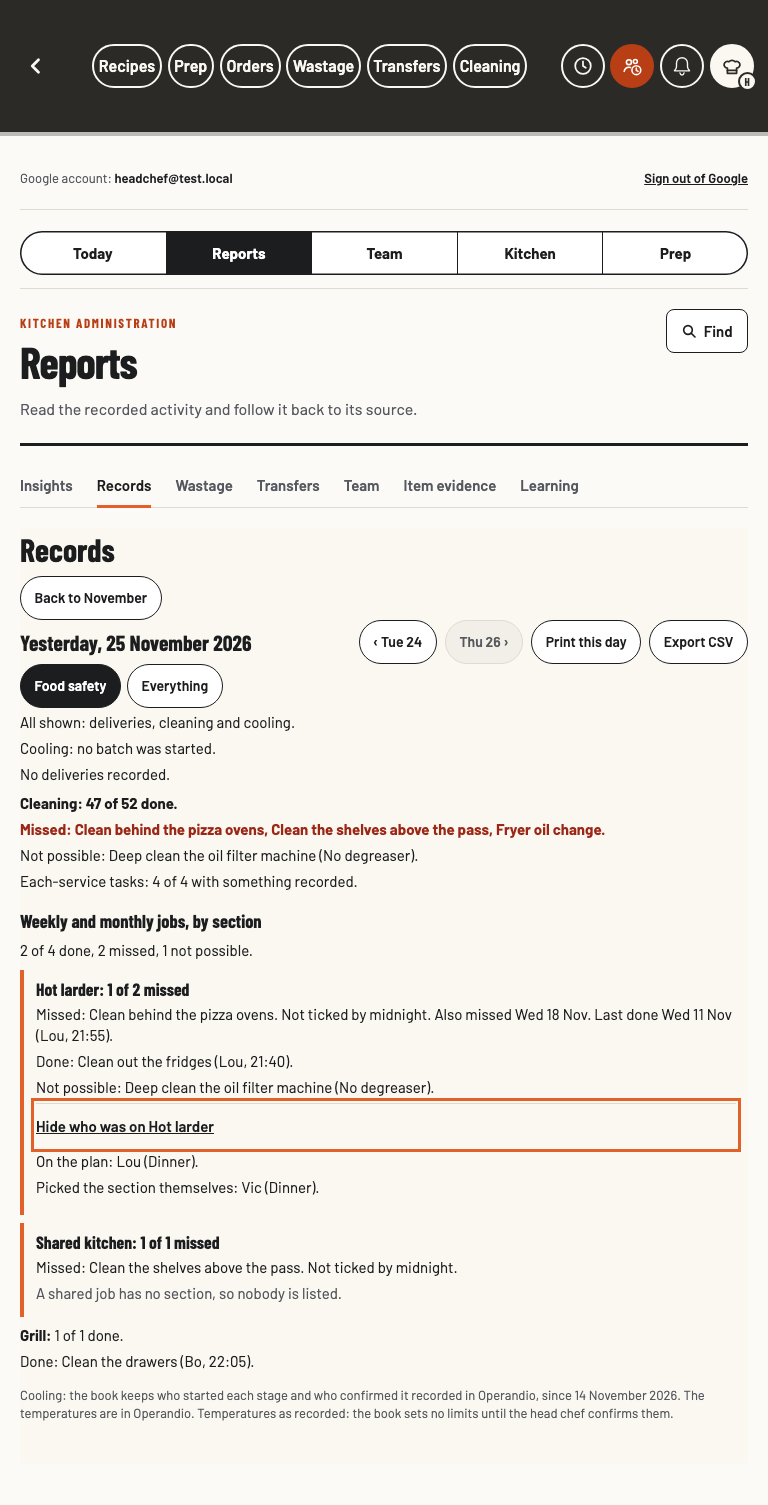 Recipes Prep Orders Wastage Transfers Cleaning
H
Google account: headchef@test.local Sign out of Google
Today Reports Team Kitchen Prep
KITCHEN ADMINISTRATION
Find
Reports
Read the recorded activity and follow it back to its source.
Insights Records Wastage Transfers Team Item evidence Learning
Records
Back to November
Yesterday, 25 November 2026 ‹ Tue 24 Thu 26 › Print this day Export CSV
Food safety Everything
All shown: deliveries, cleaning and cooling.
Cooling: no batch was started.
No deliveries recorded.
Cleaning: 47 of 52 done.
Missed: Clean behind the pizza ovens, Clean the shelves above the pass, Fryer oil change.
Not possible: Deep clean the oil filter machine (No degreaser).
Each-service tasks: 4 of 4 with something recorded.
Weekly and monthly jobs, by section
2 of 4 done, 2 missed, 1 not possible.
Hot larder: 1 of 2 missed
Missed: Clean behind the pizza ovens. Not ticked by midnight. Also missed Wed 18 Nov. Last done Wed 11 Nov
(Lou, 21:55).
Done: Clean out the fridges (Lou, 21:40).
Not possible: Deep clean the oil filter machine (No degreaser).
Hide who was on Hot larder
On the plan: Lou (Dinner).
Picked the section themselves: Vic (Dinner).
Shared kitchen: 1 of 1 missed
Missed: Clean the shelves above the pass. Not ticked by midnight.
A shared job has no section, so nobody is listed.
Grill: 1 of 1 done.
Done: Clean the drawers (Bo, 22:05).
Cooling: the book keeps who started each stage and who confirmed it recorded in Operandio, since 14 November 2026. The
temperatures are in Operandio. Temperatures as recorded: the book sets no limits until the head chef confirms them.